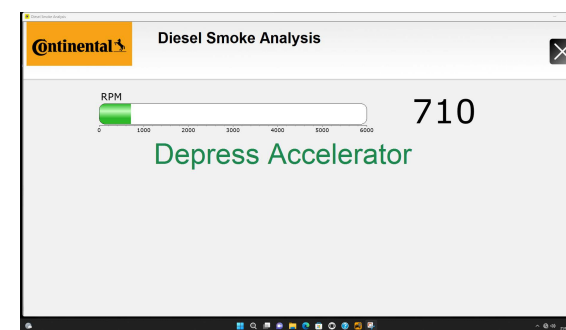 Diesel Smoke Analysis
Continental
Diesel Smoke Analysis
RPM
710
0 1000 2000 3000 4000 5000 6000
Depress Accelerator